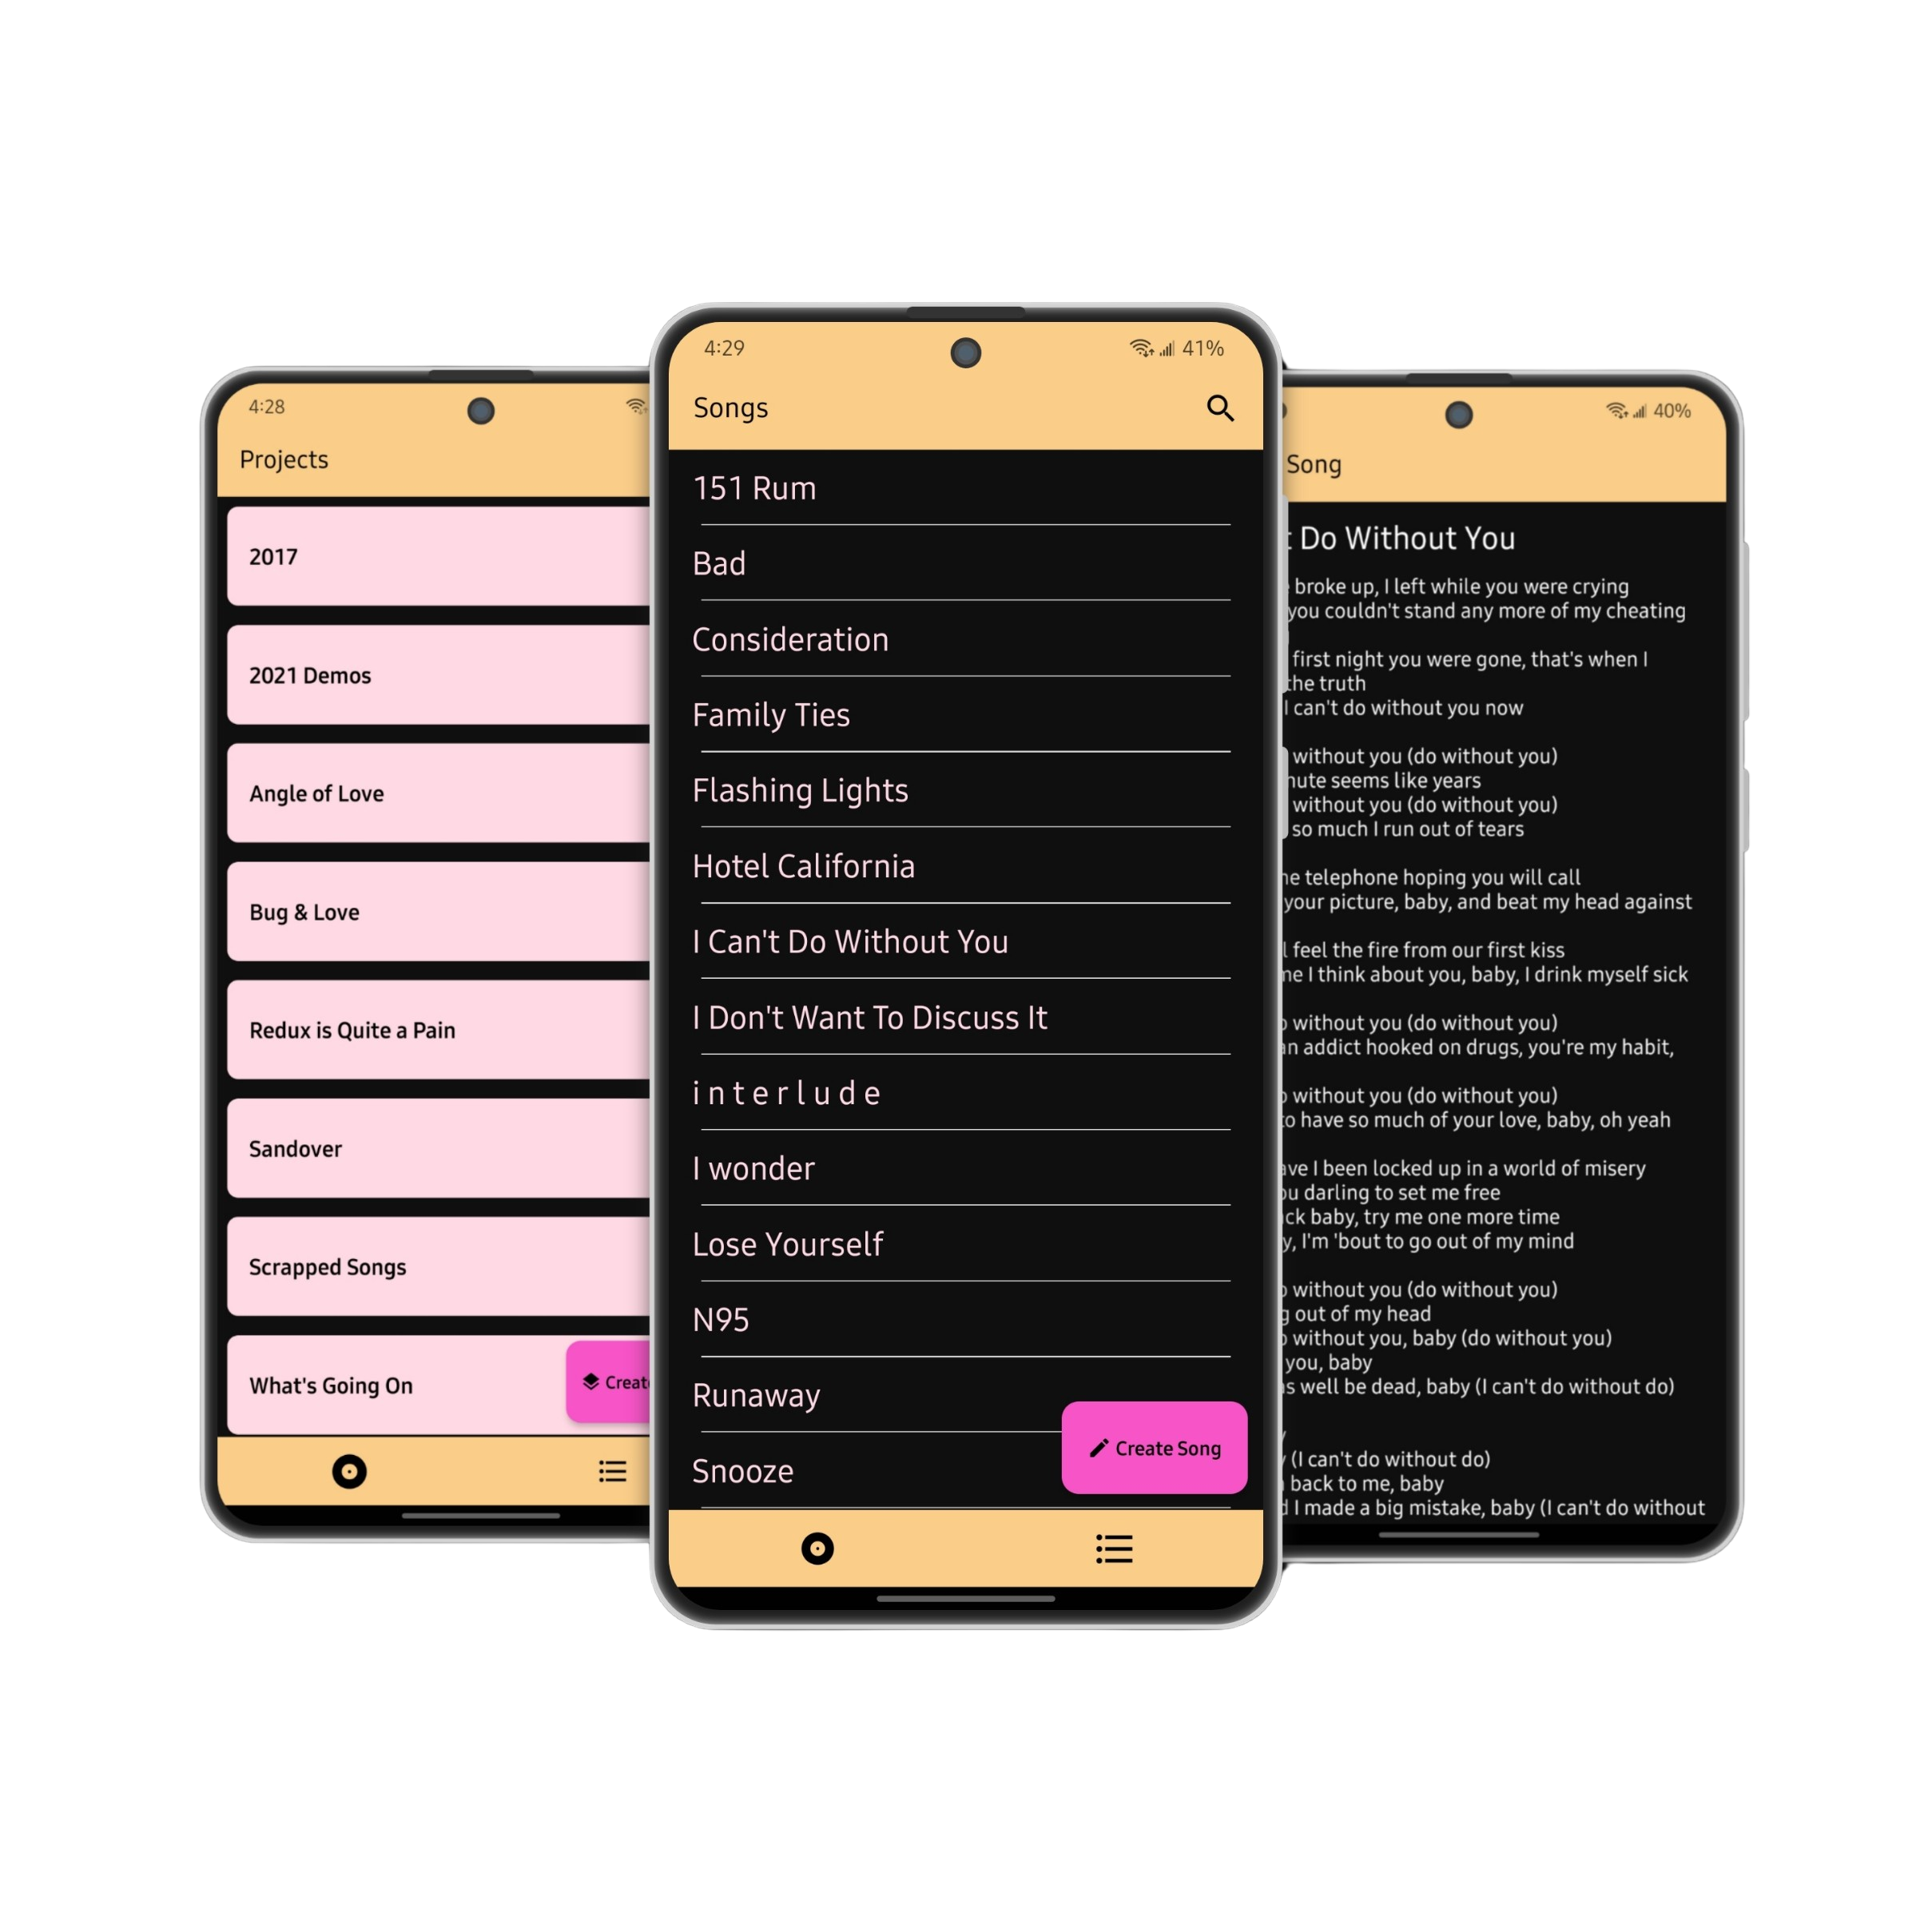 4:28
Projects
2017
2021 Demos
Angle of Love
Bug & Love
Redux is Quite a Pain
Sandover
Scrapped Songs
What's Going On
4:29
41%
Songs
151 Rum
Bad
Consideration
Family Ties
Flashing Lights
Hotel California
I Can't Do Without You
I Don't Want To Discuss It
i n t e r l u d e
I wonder
Lose Yourself
N95
Runaway
Snooze
Create Song
40%
Song
Do Without You
broke up, I left while you were crying
you couldn't stand any more of my cheating
first night you were gone, that's when I
the truth
I can't do without you now
without you (do without you)
seems like years
without you (do without you)
so much I run out of tears
telephone hoping you will call
your picture, baby, and beat my head against
feel the fire from our first kiss
I think about you, baby, I drink myself sick
without you (do without you)
addict hooked on drugs, you're my habit,
without you (do without you)
to have so much of your love, baby, oh yeah
I been locked up in a world of misery
darling to set me free
baby, try me one more time
I'm 'bout to go out of my mind
without you (do without you)
out of my head
without you, baby (do without you)
you, baby
well be dead, baby (I can't do without do)
(I can't do without do)
back to me, baby
I made a big mistake, baby (I can't do without